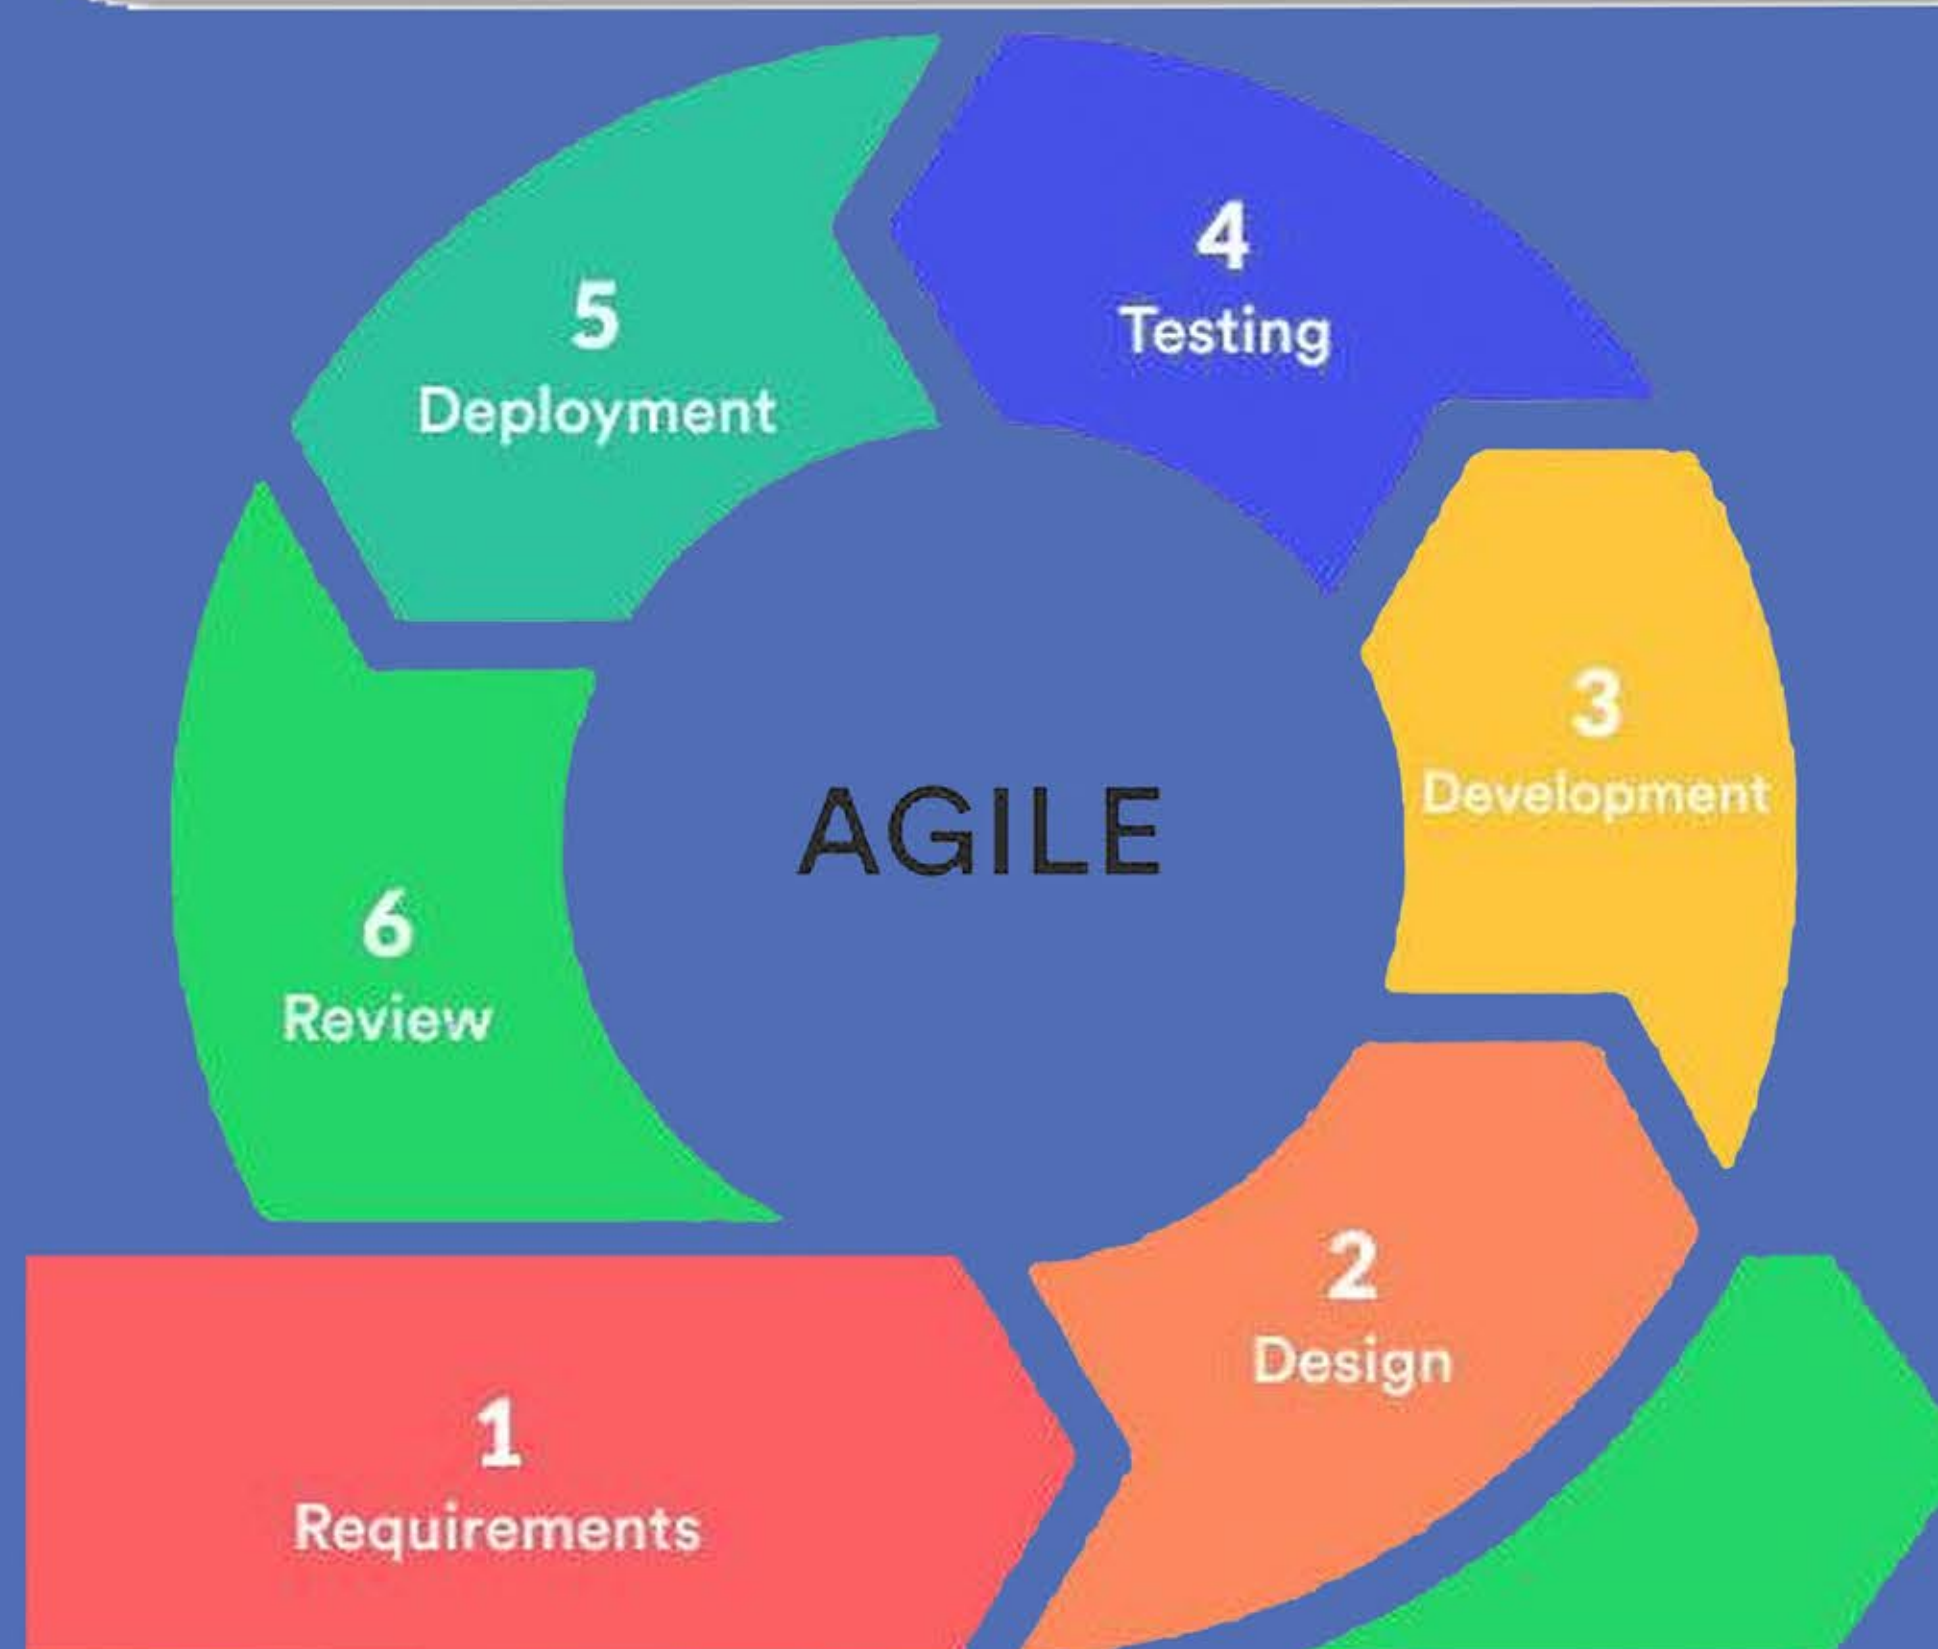 4
Testing
5
Deployment
3
Development
AGILE
6
Review
2
Design
1
Requirements